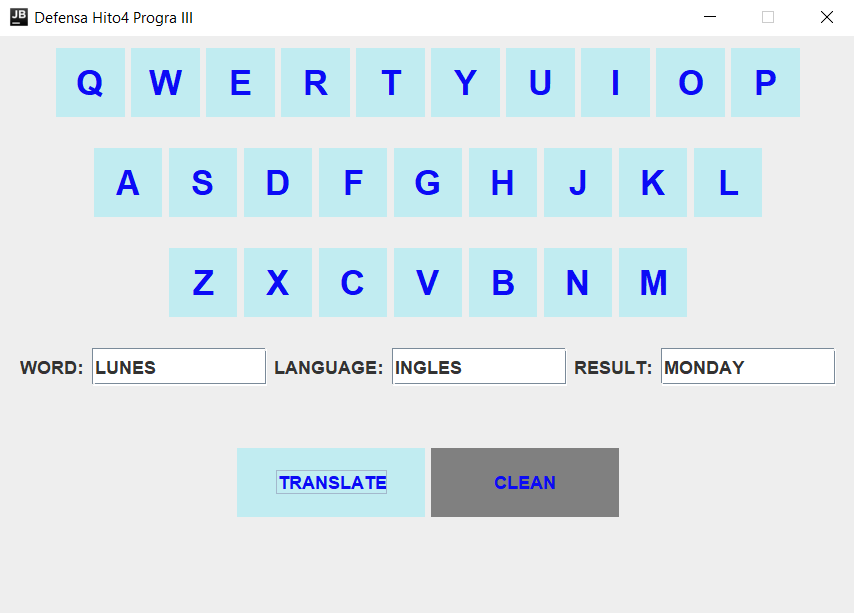 JB Defensa Hito4 Progra III
Q W E R T Y U I O P
A S D F G H J K L
Z X C V B N M
WORD: LUNES LANGUAGE: INGLES RESULT: MONDAY
TRANSLATE CLEAN